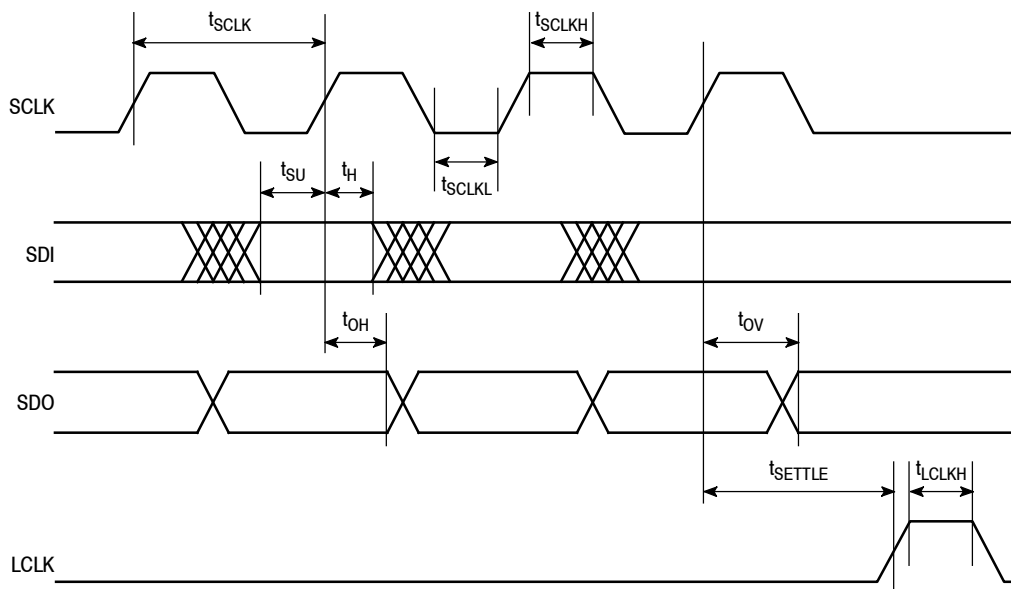 tSCLK
tSCLKH
SCLK
tSU
tH
tSCLKL
SDI
tOH
tOV
SDO
tSETTLE
tLCLKH
LCLK